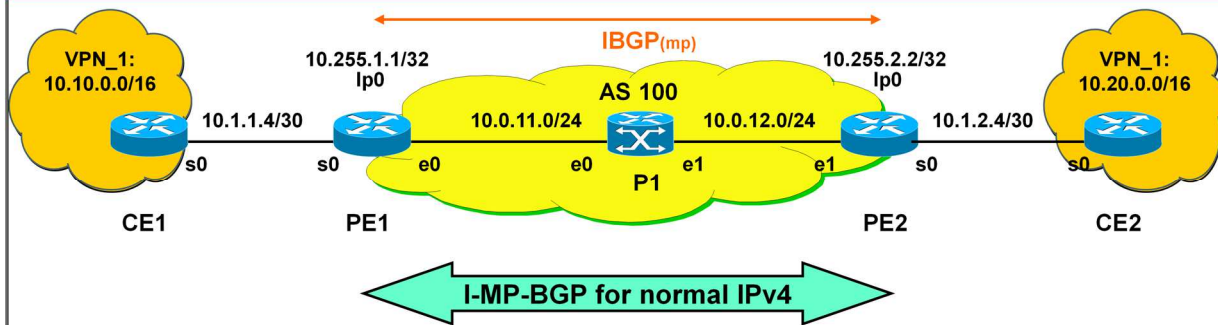 IBGP(mp)
VPN_1:
10.10.0.0/16
10.255.1.1/32
lp0
10.255.2.2/32
lp0
VPN_1:
10.20.0.0/16
AS 100
10.1.1.4/30
10.0.11.0/24
10.0.12.0/24
10.1.2.4/30
s0
s0
e0
e0
e1
e1
s0
s0
P1
CE1
PE1
PE2
CE2
I-MP-BGP for normal IPv4